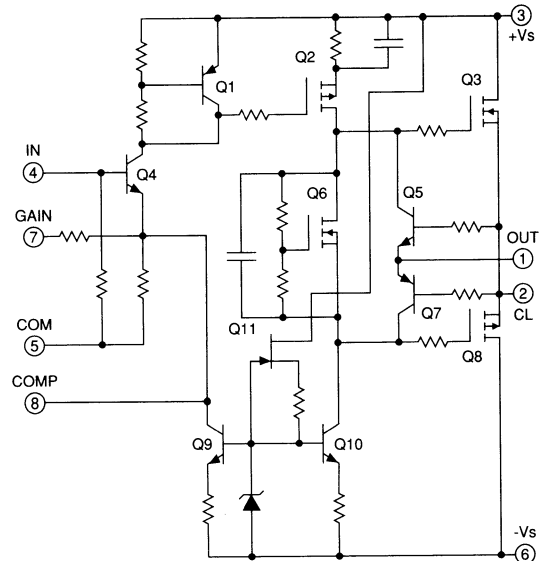 3
+Vs
Q2
Q3
Q1
IN
4
Q4
Q5
Q6
GAIN
7
OUT
1
2
CL
Q7
Q11
Q8
COM
5
COMP
8
Q9
Q10
-Vs
6